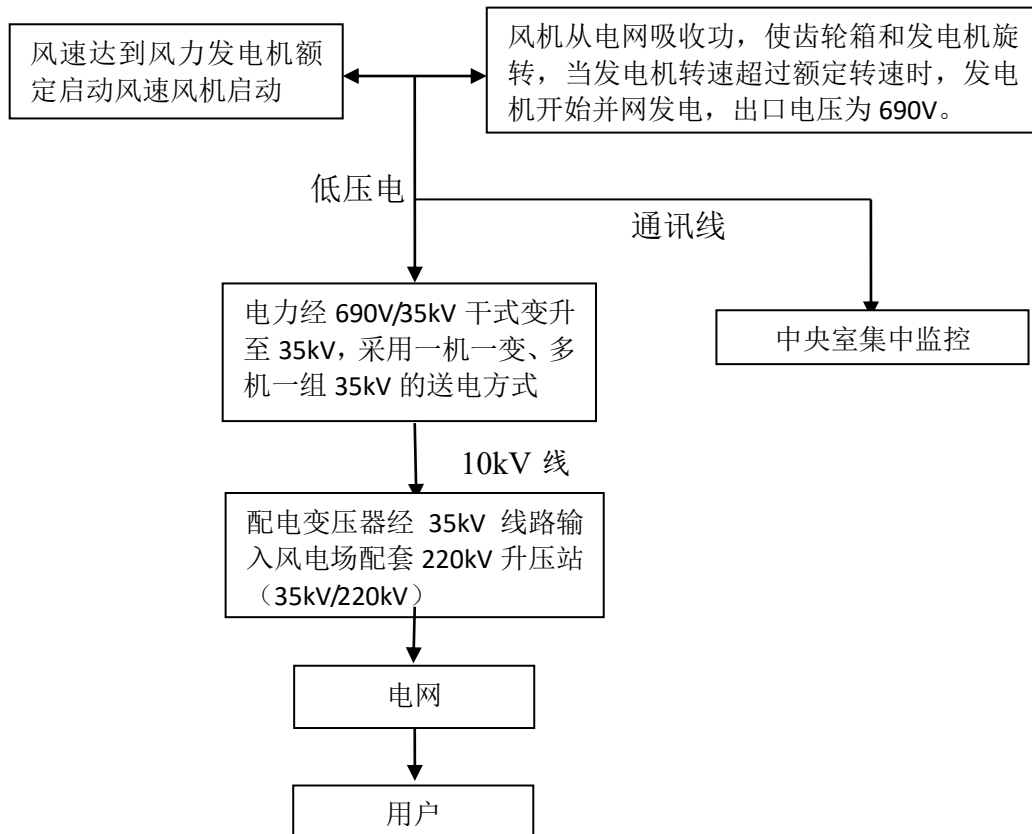 风速达到风力发电机额
定启动风速风机启动
风机从电网吸收功，使齿轮箱和发电机旋
转，当发电机转速超过额定转速时，发电
机开始并网发电，出口电压为 690V。
低压电
通讯线
电力经 690V/35kV 干式变升
至 35kV，采用一机一变、多
机一组 35kV 的送电方式
中央室集中监控
10kV 线
配电变压器经 35kV 线路输
入风电场配套 220kV 升压站
（35kV/220kV）
电网
用户